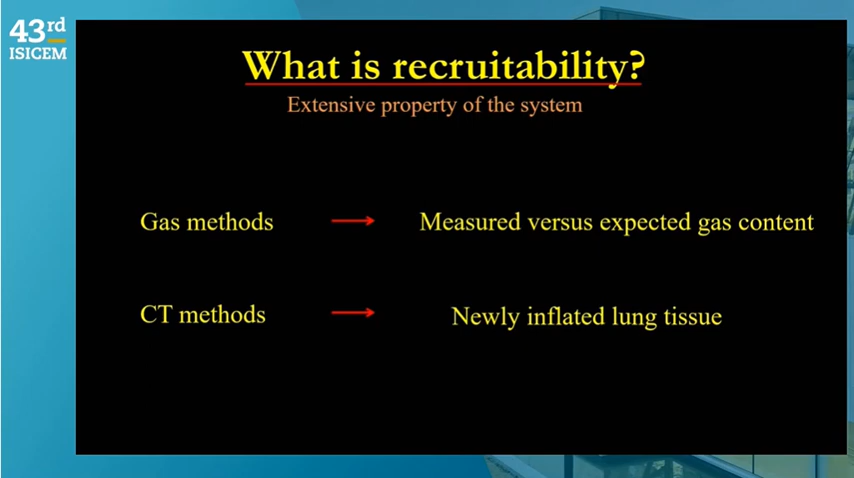 43rd
ISICEM
What is recruitability?
Extensive property of the system
Gas methods → Measured versus expected gas content
CT methods → Newly inflated lung tissue